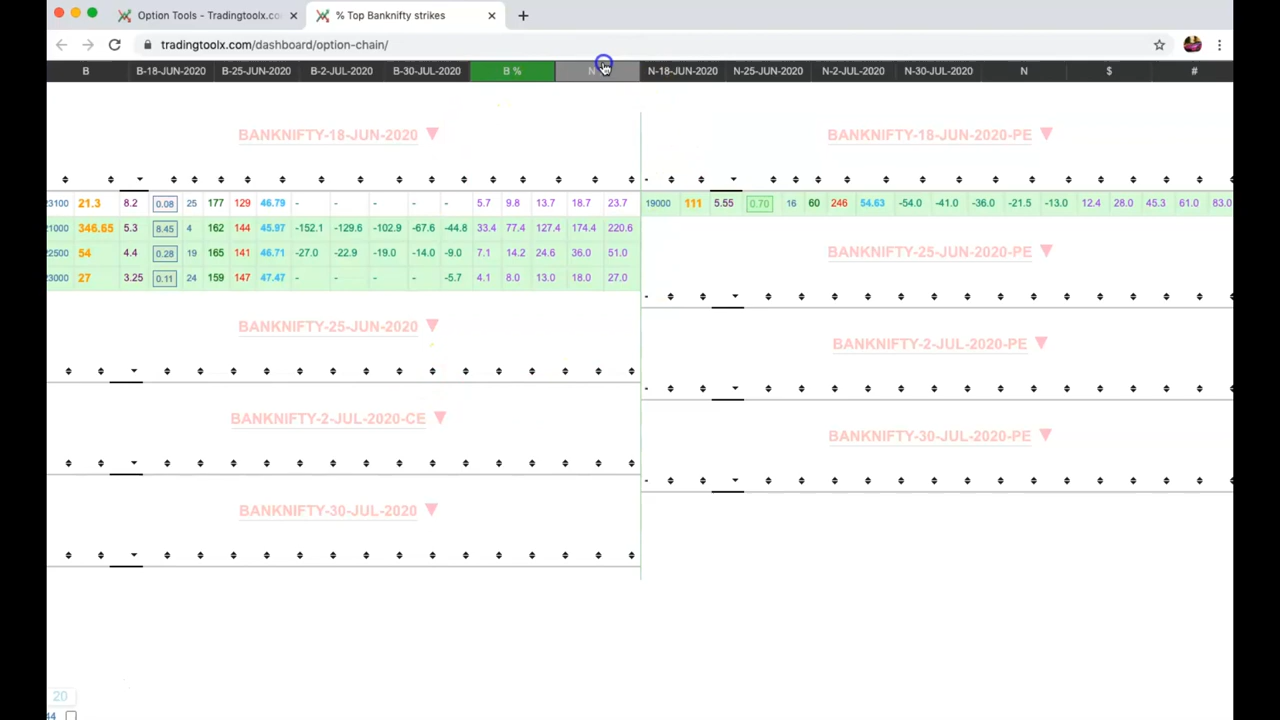 Option Tools - Tradingtoolx.co
% Top Banknifty strikes
tradingtoolx.com/dashboard/option-chain/
B B-18-JUN-2020 B-25-JUN-2020 B-2-JUL-2020 B-30-JUL-2020 B % N N-18-JUN-2020 N-25-JUN-2020 N-2-JUL-2020 N-30-JUL-2020 N $ #
BANKNIFTY-18-JUN-2020
3100 21.3 8.2 0.08 25 177 129 46.79 - - - - - 5.7 9.8 13.7 18.7 23.7
1000 346.65 5.3 8.45 4 162 144 45.97 -152.1 -129.6 -102.9 -67.6 -44.8 33.4 77.4 127.4 174.4 220.6
2500 54 4.4 0.28 19 165 141 46.71 -27.0 -22.9 -19.0 -14.0 -9.0 7.1 14.2 24.6 36.0 51.0
3000 27 3.25 0.11 24 159 147 47.47 - - - - -5.7 4.1 8.0 13.0 18.0 27.0
BANKNIFTY-25-JUN-2020
BANKNIFTY-2-JUL-2020-CE
BANKNIFTY-30-JUL-2020
BANKNIFTY-18-JUN-2020-PE
19000 111 5.55 0.70 16 60 246 54.63 -54.0 -41.0 -36.0 -21.5 -13.0 12.4 28.0 45.3 61.0 83.0
BANKNIFTY-25-JUN-2020-PE
BANKNIFTY-2-JUL-2020-PE
BANKNIFTY-30-JUL-2020-PE
20
44